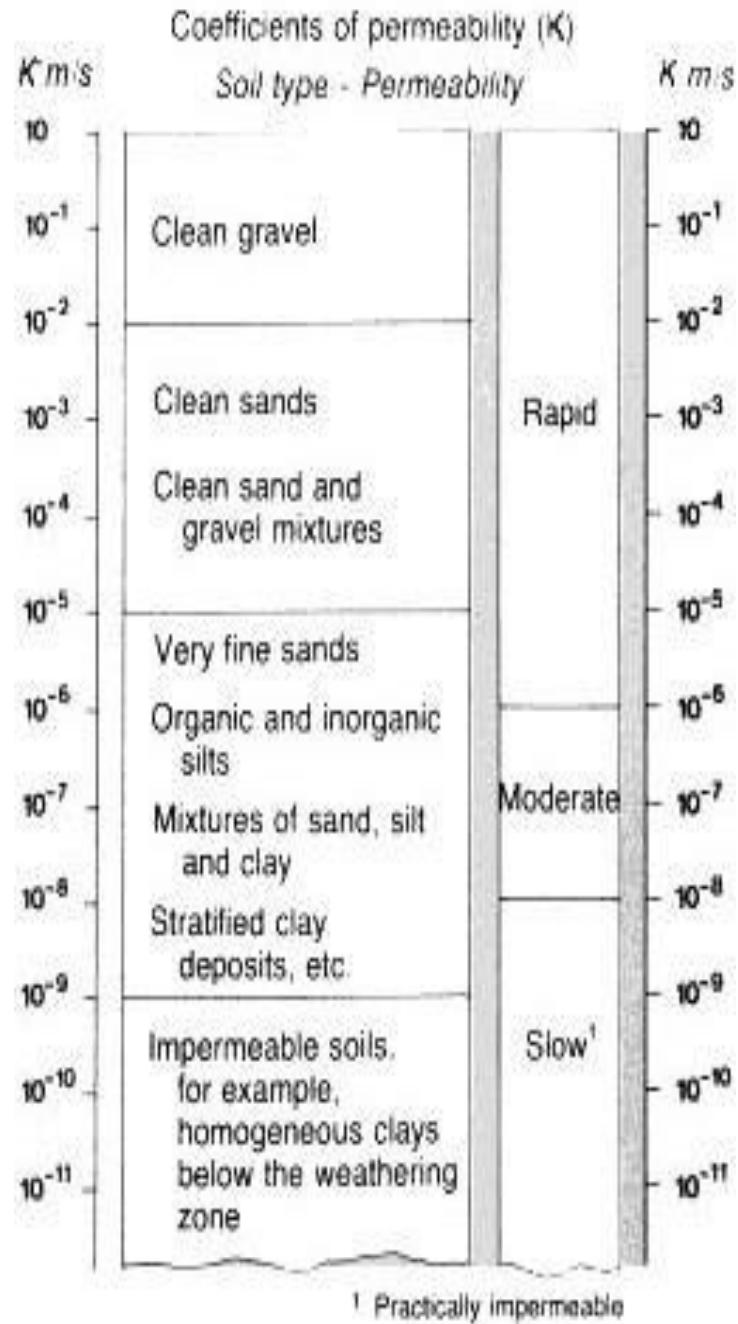 Coefficients of permeability (K)
K m/s
Soil type - Permeability
K m/s
10
10⁻¹
10⁻²
10⁻³
10⁻⁴
10⁻⁵
10⁻⁶
10⁻⁷
10⁻⁸
10⁻⁹
10⁻¹⁰
10⁻¹¹
Clean gravel
Clean sands
Clean sand and
gravel mixtures
Very fine sands
Organic and inorganic
silts
Mixtures of sand, silt
and clay
Stratified clay
deposits, etc
Impermeable soils.
for example,
homogeneous clays
below the weathering
zone
Rapid
Moderate
Slow¹
10
10⁻¹
10⁻²
10⁻³
10⁻⁴
10⁻⁵
10⁻⁶
10⁻⁷
10⁻⁸
10⁻⁹
10⁻¹⁰
10⁻¹¹
¹ Practically impermeable